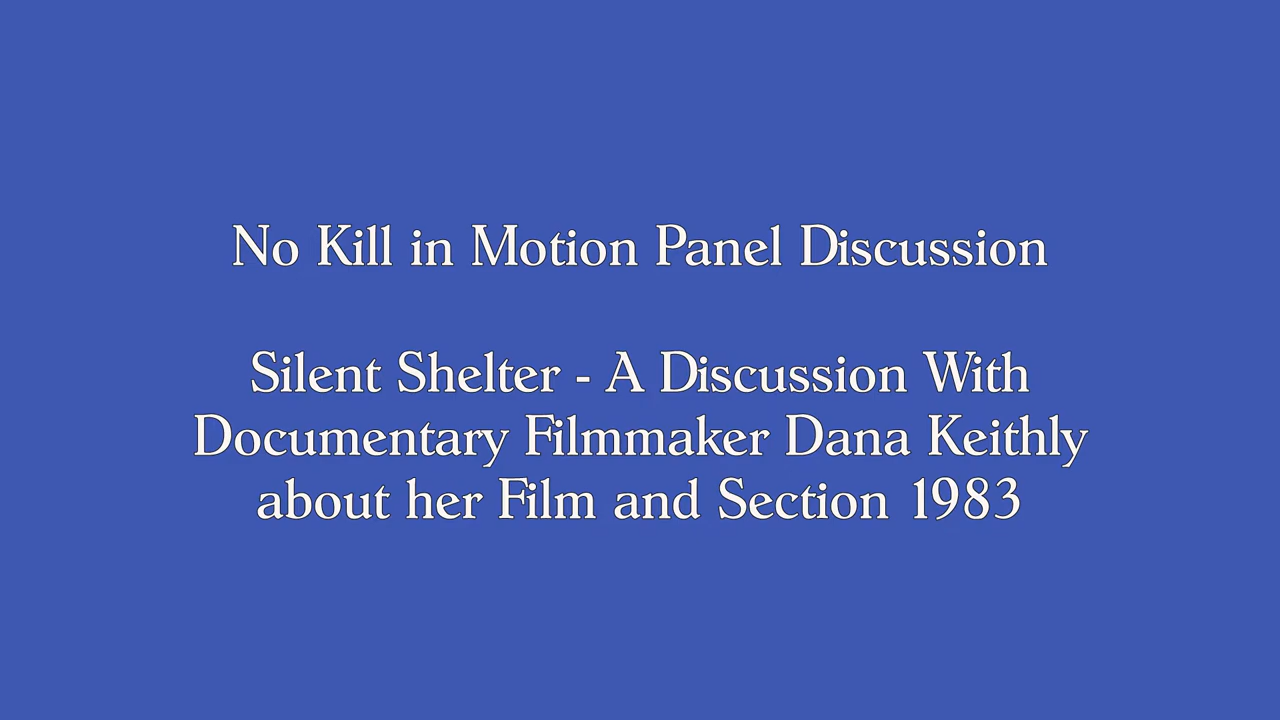 No Kill in Motion Panel Discussion
Silent Shelter - A Discussion With
Documentary Filmmaker Dana Keithly
about her Film and Section 1983